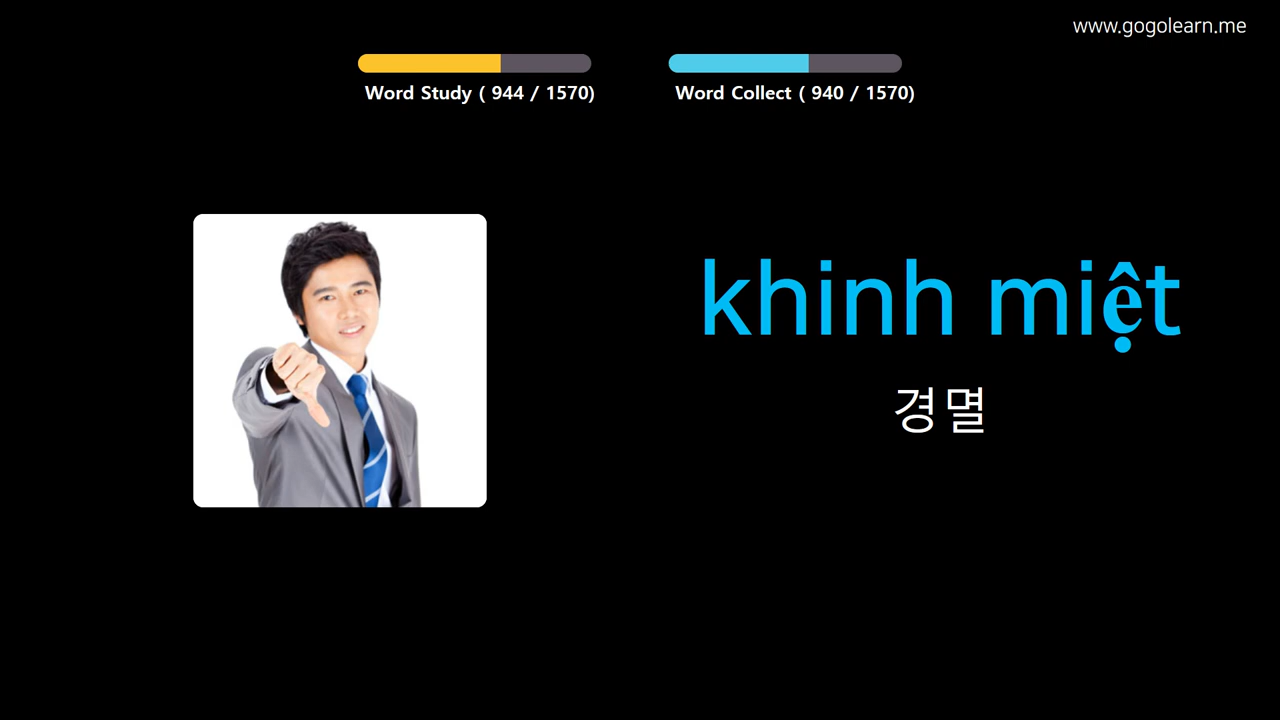 www.gogolearn.me
Word Study ( 944 / 1570)
Word Collect ( 940 / 1570)
khinh miệt
경멸